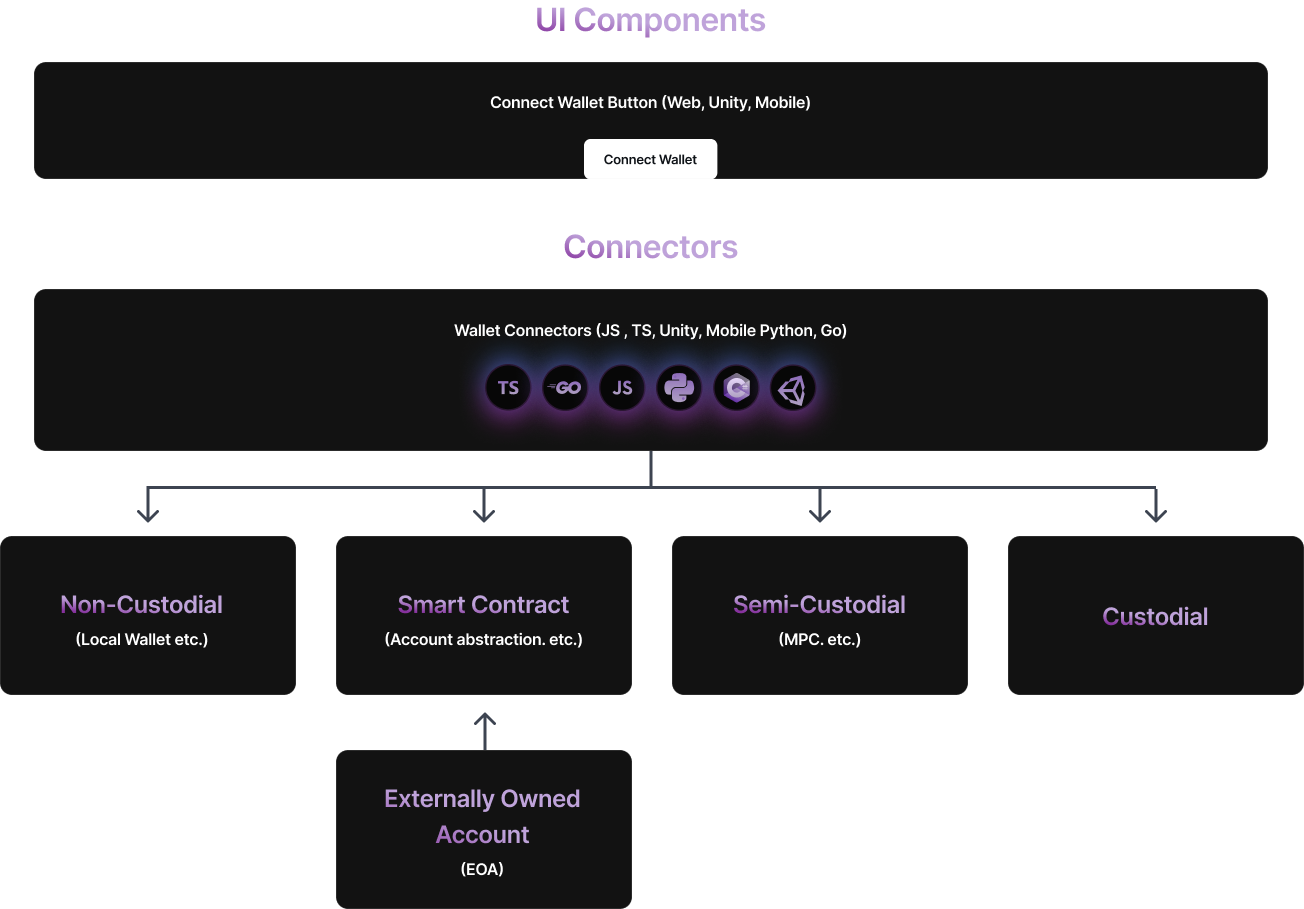 UI Components
Connect Wallet Button (Web, Unity, Mobile)
Connect Wallet
Connectors
Wallet Connectors (JS , TS, Unity, Mobile Python, Go)
TS GO JS C
Non-Custodial
(Local Wallet etc.)
Smart Contract
(Account abstraction. etc.)
Semi-Custodial
(MPC. etc.)
Custodial
Externally Owned
Account
(EOA)